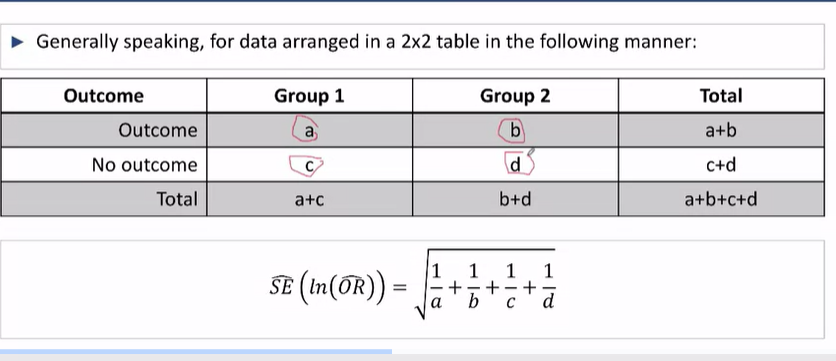 ► Generally speaking, for data arranged in a 2x2 table in the following manner:
Outcome Group 1 Group 2 Total
Outcome a b a+b
No outcome c d c+d
Total a+c b+d a+b+c+d
$\widehat{SE}\left(ln(\widehat{OR})\right) = \sqrt{\frac{1}{a}+\frac{1}{b}+\frac{1}{c}+\frac{1}{d}}$